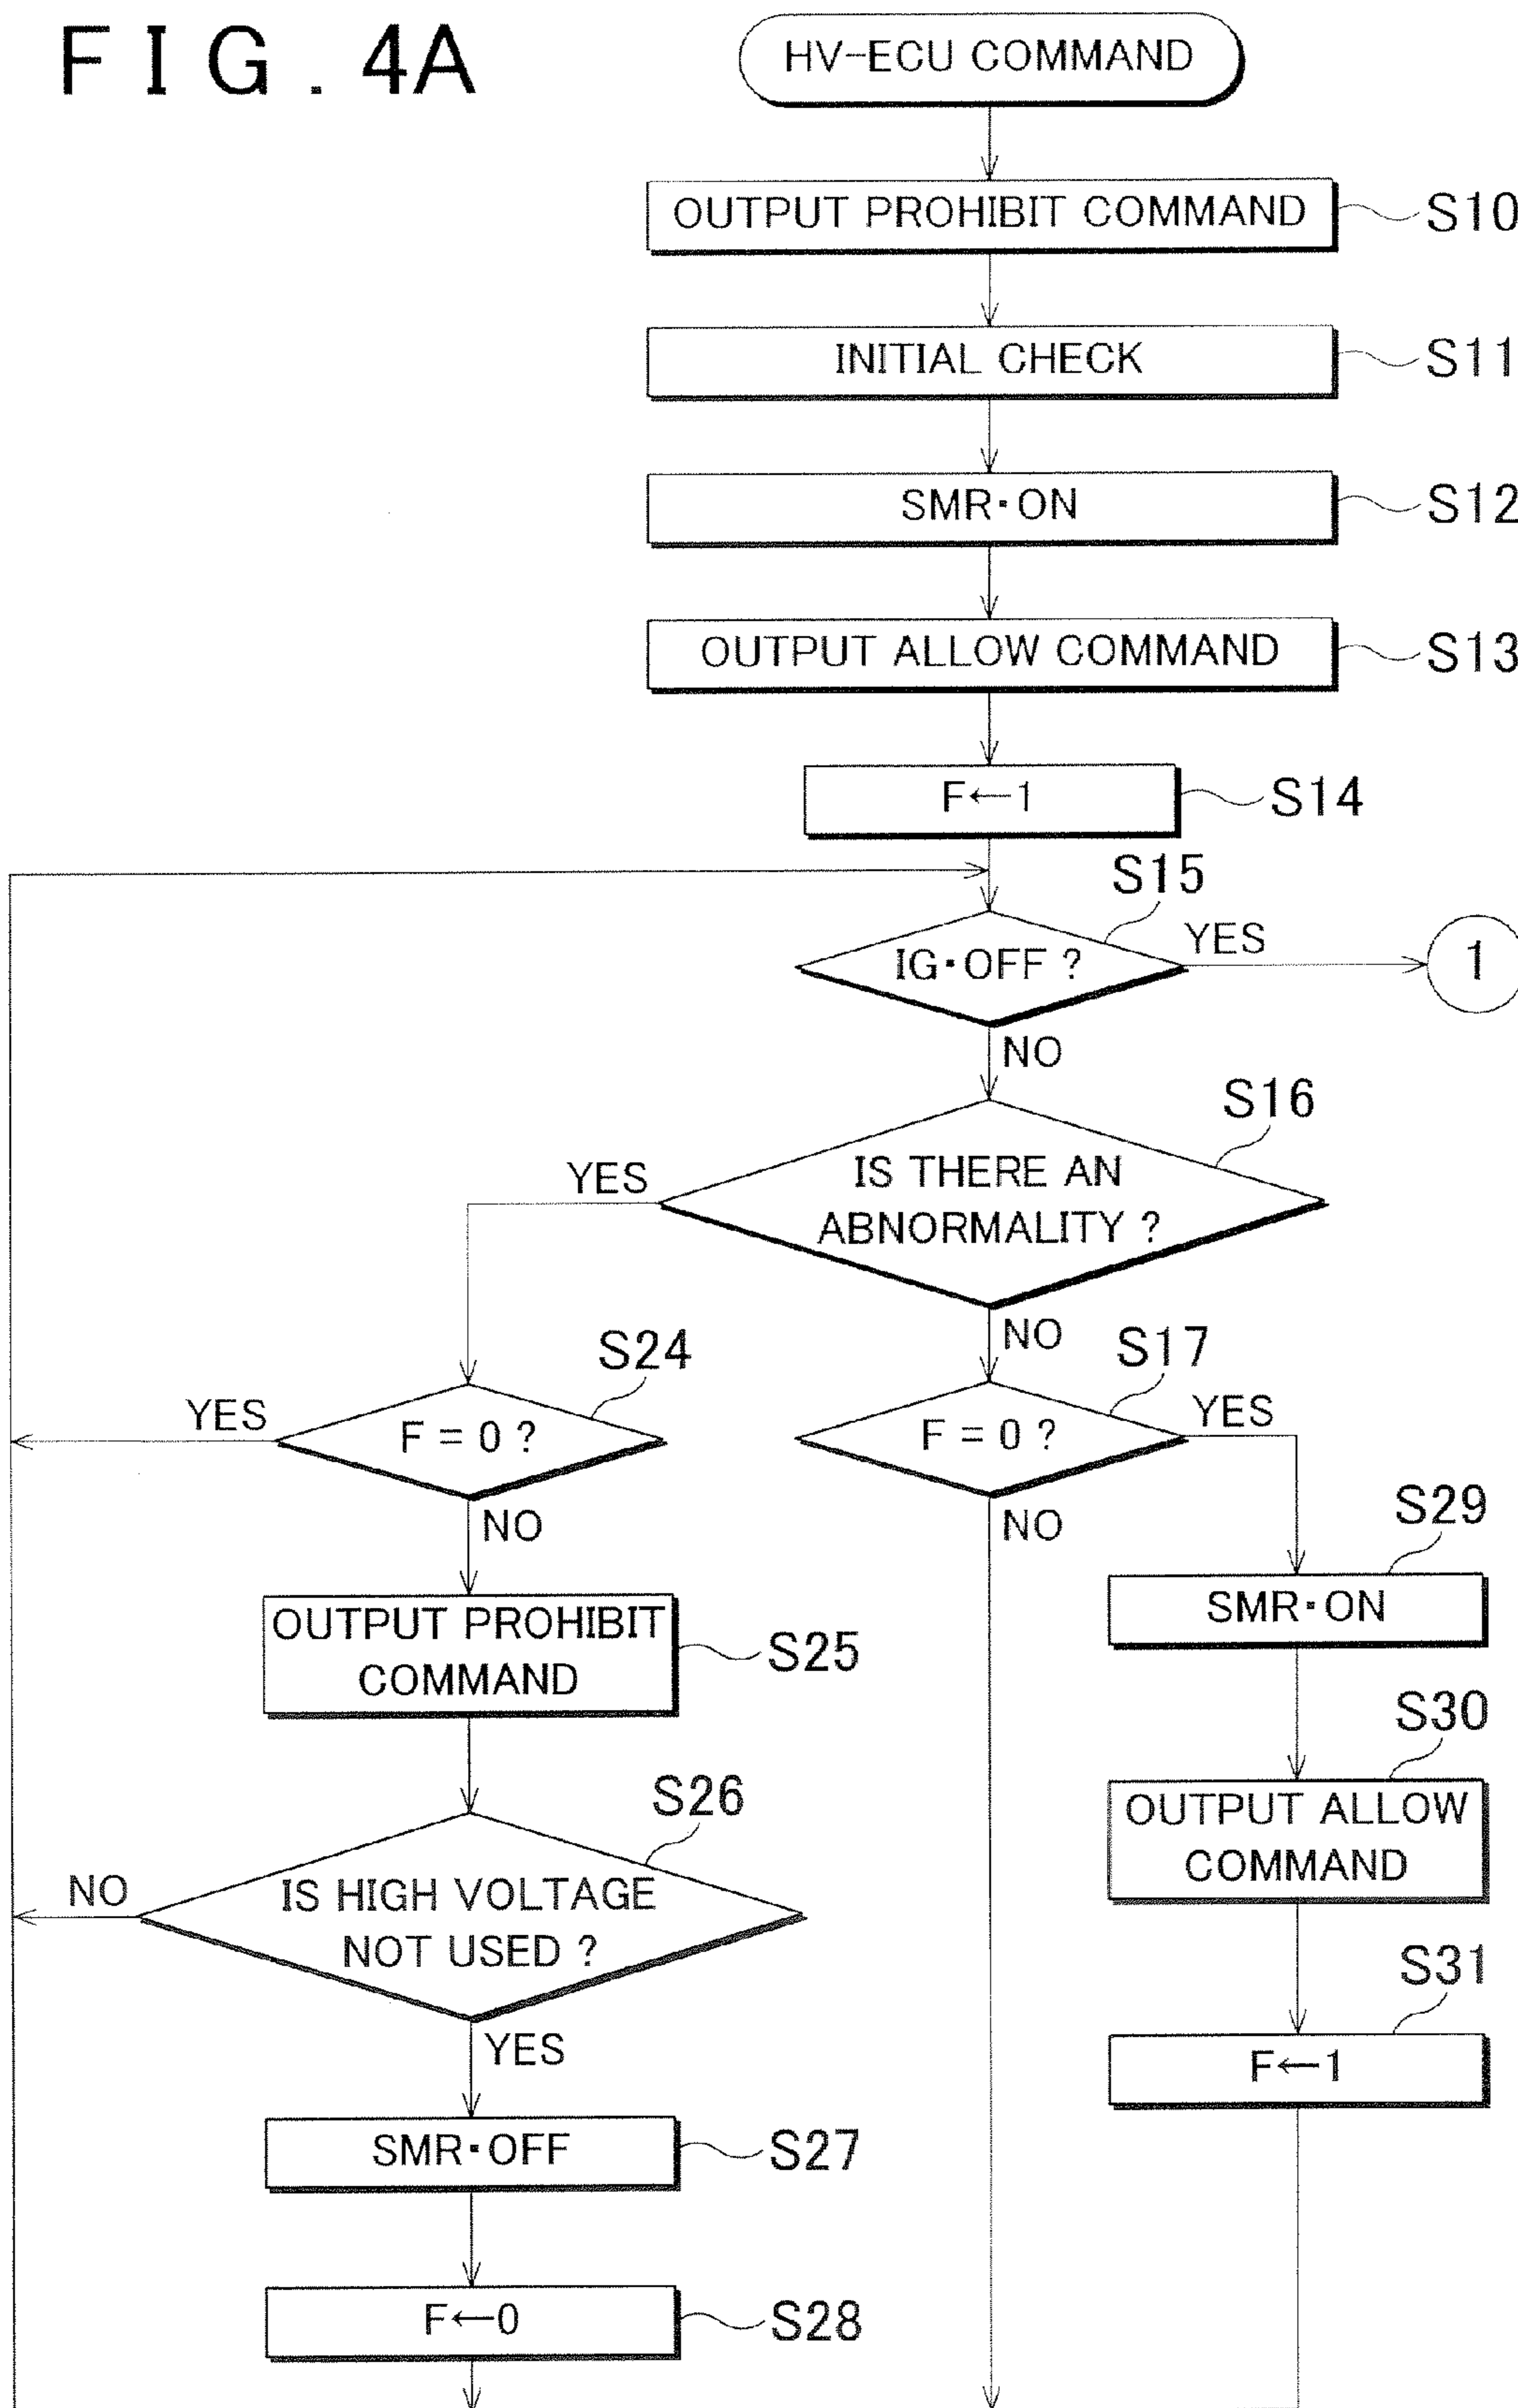 FIG. 4A
HV-ECU COMMAND
OUTPUT PROHIBIT COMMAND
S10
INITIAL CHECK
S11
SMR・ON
S12
OUTPUT ALLOW COMMAND
S13
F←1
S14
S15
IG・OFF ?
YES
1
NO
S16
IS THERE AN
ABNORMALITY ?
YES
NO
S24
F = 0 ?
YES
NO
S17
F = 0 ?
YES
NO
S29
SMR・ON
OUTPUT PROHIBIT
COMMAND
S25
S30
OUTPUT ALLOW
COMMAND
S26
IS HIGH VOLTAGE
NOT USED ?
NO
YES
S31
F←1
SMR・OFF
S27
F←0
S28